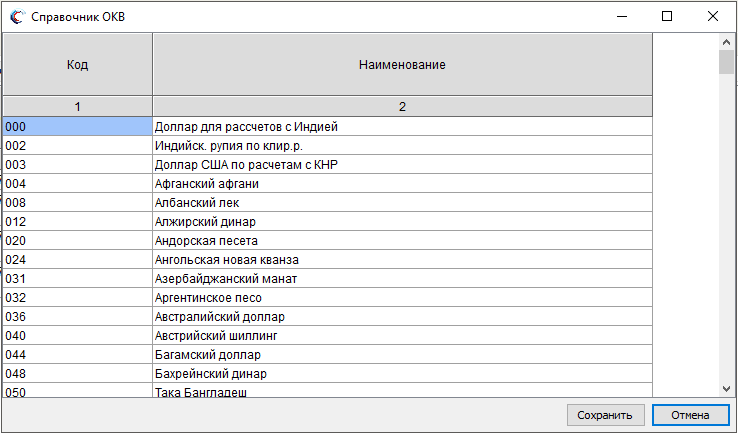 Справочник ОКВ
Код Наименование
1 2
000 Доллар для рассчетов с Индией
002 Индийск. рупия по клир.р.
003 Доллар США по расчетам с КНР
004 Афганский афгани
008 Албанский лек
012 Алжирский динар
020 Андорская песета
024 Ангольская новая кванза
031 Азербайджанский манат
032 Аргентинское песо
036 Австралийский доллар
040 Австрийский шиллинг
044 Багамский доллар
048 Бахрейнский динар
050 Така Бангладеш
Сохранить Отмена